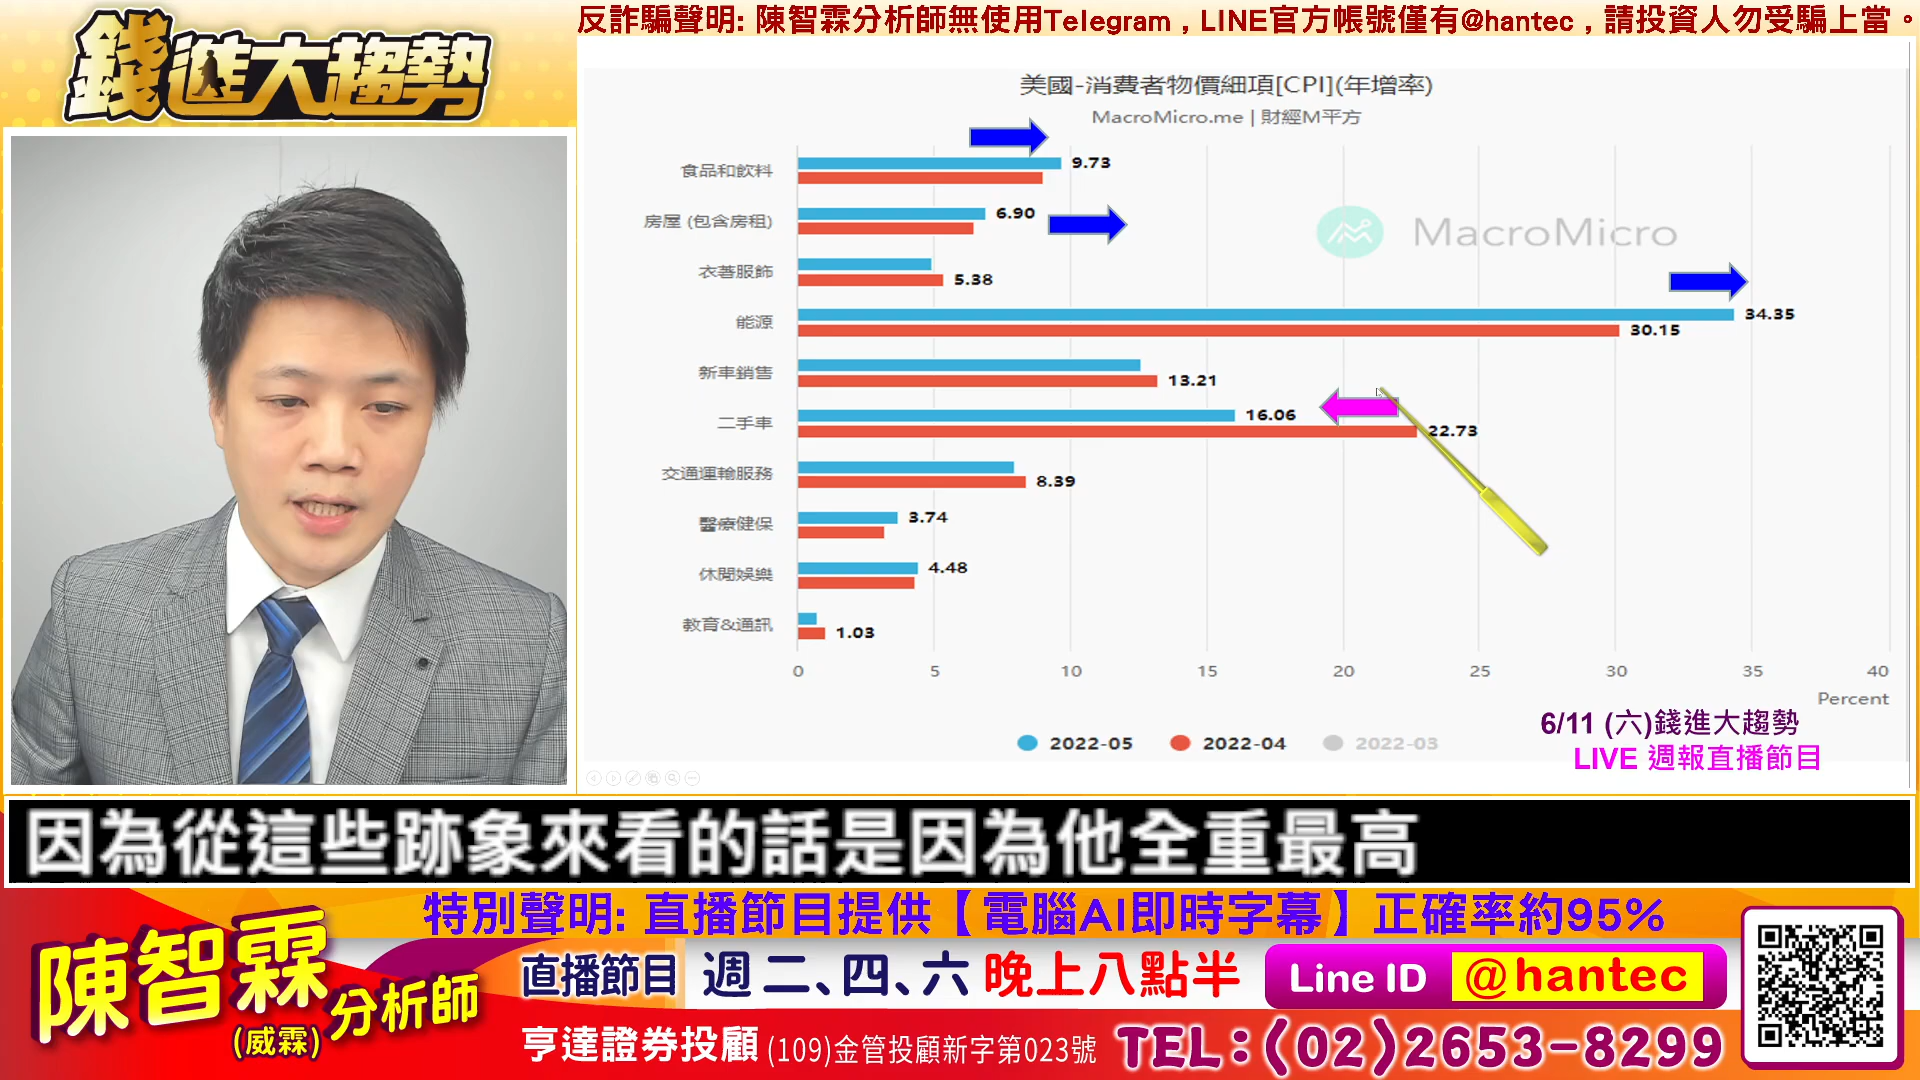 錢進大趨勢
反詐騙聲明: 陳智霖分析師無使用Telegram , LINE官方帳號僅有@hantec , 請投資人勿受騙上當。
美國-消費者物價細項[CPI](年增率)
MacroMicro.me | 財經M平方
食品和飲料 9.73
房屋 (包含房租) 6.90
MacroMicro
衣著服飾 5.38
能源 34.35
30.15
新車銷售 13.21
二手車 16.06
22.73
交通運輸服務 8.39
醫療健保 3.74
休閒娛樂 4.48
教育&通訊 1.03
0 5 10 15 20 25 30 35 40
Percent
2022-05 2022-04 2022-03
6/11 (六)錢進大趨勢
LIVE 週報直播節目
因為從這些跡象來看的話是因為他全重最高
特別聲明: 直播節目提供【電腦AI即時字幕】正確率約95%
陳智霖分析師
(威霖)
直播節目 週二、四、六 晚上八點半
Line ID @hantec
亨達證券投顧 (109)金管投顧新字第023號 TEL:(02)2653-8299